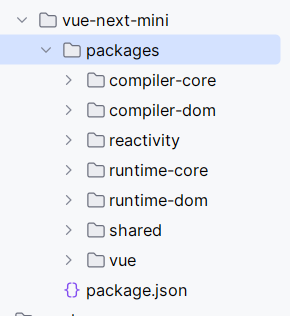 vue-next-mini
packages
compiler-core
compiler-dom
reactivity
runtime-core
runtime-dom
shared
vue
{} package.json